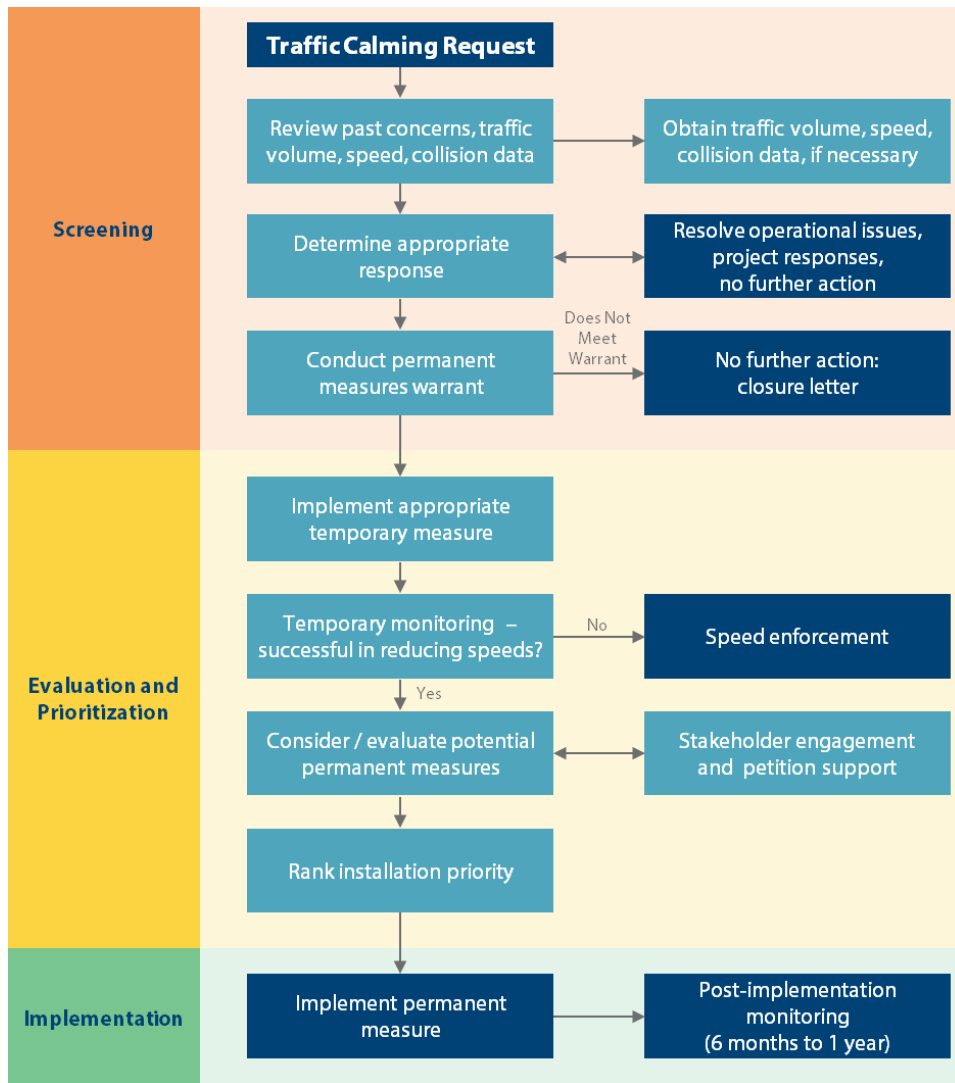 Traffic Calming Request
Screening
Review past concerns, traffic
volume, speed, collision data
Obtain traffic volume, speed,
collision data, if necessary
Determine appropriate
response
Resolve operational issues,
project responses,
no further action
Conduct permanent
measures warrant
Does Not
Meet
Warrant
No further action:
closure letter
Evaluation and
Prioritization
Implement appropriate
temporary measure
Temporary monitoring –
successful in reducing speeds?
No
Speed enforcement
Yes
Consider / evaluate potential
permanent measures
Stakeholder engagement
and petition support
Rank installation priority
Implementation
Implement permanent
measure
Post-implementation
monitoring
(6 months to 1 year)